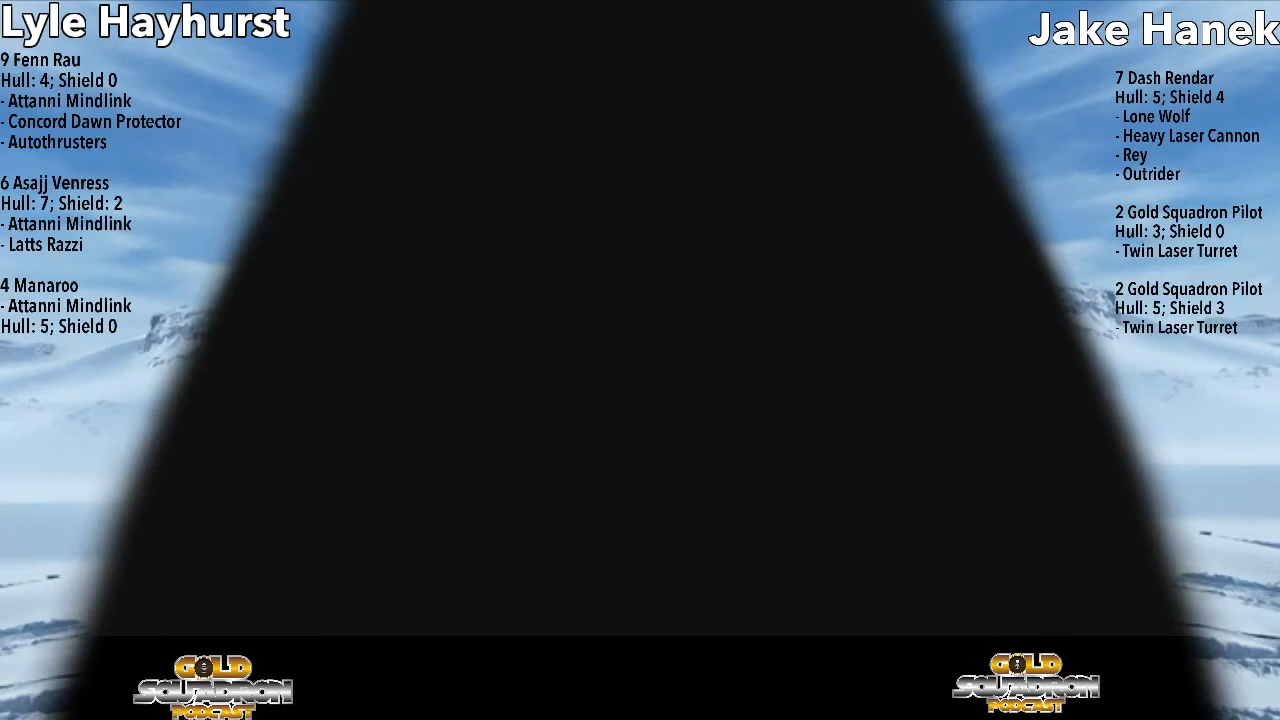 Lyle Hayhurst
9 Fenn Rau
Hull: 4; Shield 0
- Attanni Mindlink
- Concord Dawn Protector
- Autothrusters
6 Asajj Venress
Hull: 7; Shield: 2
- Attanni Mindlink
- Latts Razzi
4 Manaroo
- Attanni Mindlink
Hull: 5; Shield 0
Jake Hanek
7 Dash Rendar
Hull: 5; Shield 4
- Lone Wolf
- Heavy Laser Cannon
- Rey
- Outrider
2 Gold Squadron Pilot
Hull: 3; Shield 0
- Twin Laser Turret
2 Gold Squadron Pilot
Hull: 5; Shield 3
- Twin Laser Turret
GOLD
SQUADRON
PODCAST
GOLD
SQUADRON
PODCAST